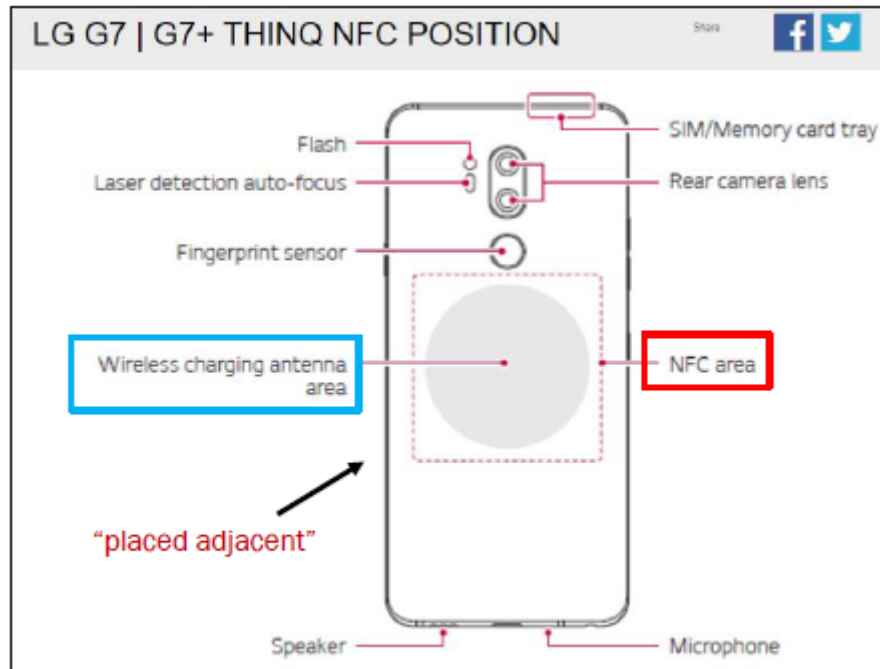 LG G7 | G7+ THINQ NFC POSITION
Share
f
SIM/Memory card tray
Flash
Laser detection auto-focus
Rear camera lens
Fingerprint sensor
Wireless charging antenna
area
NFC area
“placed adjacent”
Speaker
Microphone